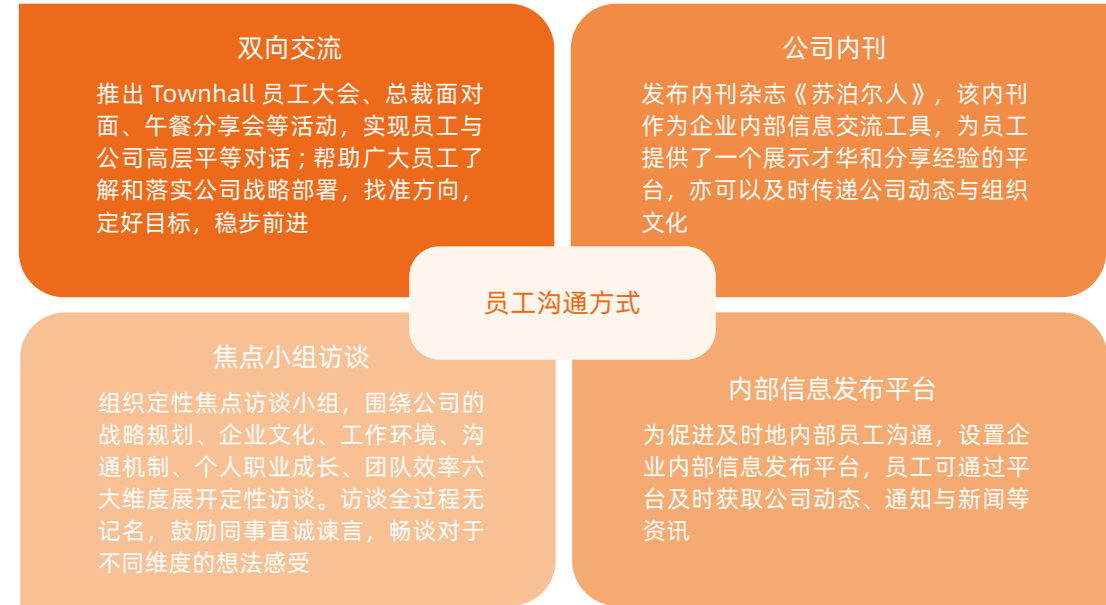 双向交流
推出 Townhall 员工大会、总裁面对
面、午餐分享会等活动，实现员工与
公司高层平等对话；帮助广大员工了
解和落实公司战略部署，找准方向，
定好目标，稳步前进
公司内刊
发布内刊杂志《苏泊尔人》，该内刊
作为企业内部信息交流工具，为员工
提供了一个展示才华和分享经验的平
台，亦可以及时传递公司动态与组织
文化
员工沟通方式
焦点小组访谈
组织定性焦点访谈小组，围绕公司的
战略规划、企业文化、工作环境、沟
通机制、个人职业成长、团队效率六
大维度展开定性访谈。访谈全过程无
记名，鼓励同事直诚谏言，畅谈对于
不同维度的想法感受
内部信息发布平台
为促进及时地内部员工沟通，设置企
业内部信息发布平台，员工可通过平
台及时获取公司动态、通知与新闻等
资讯